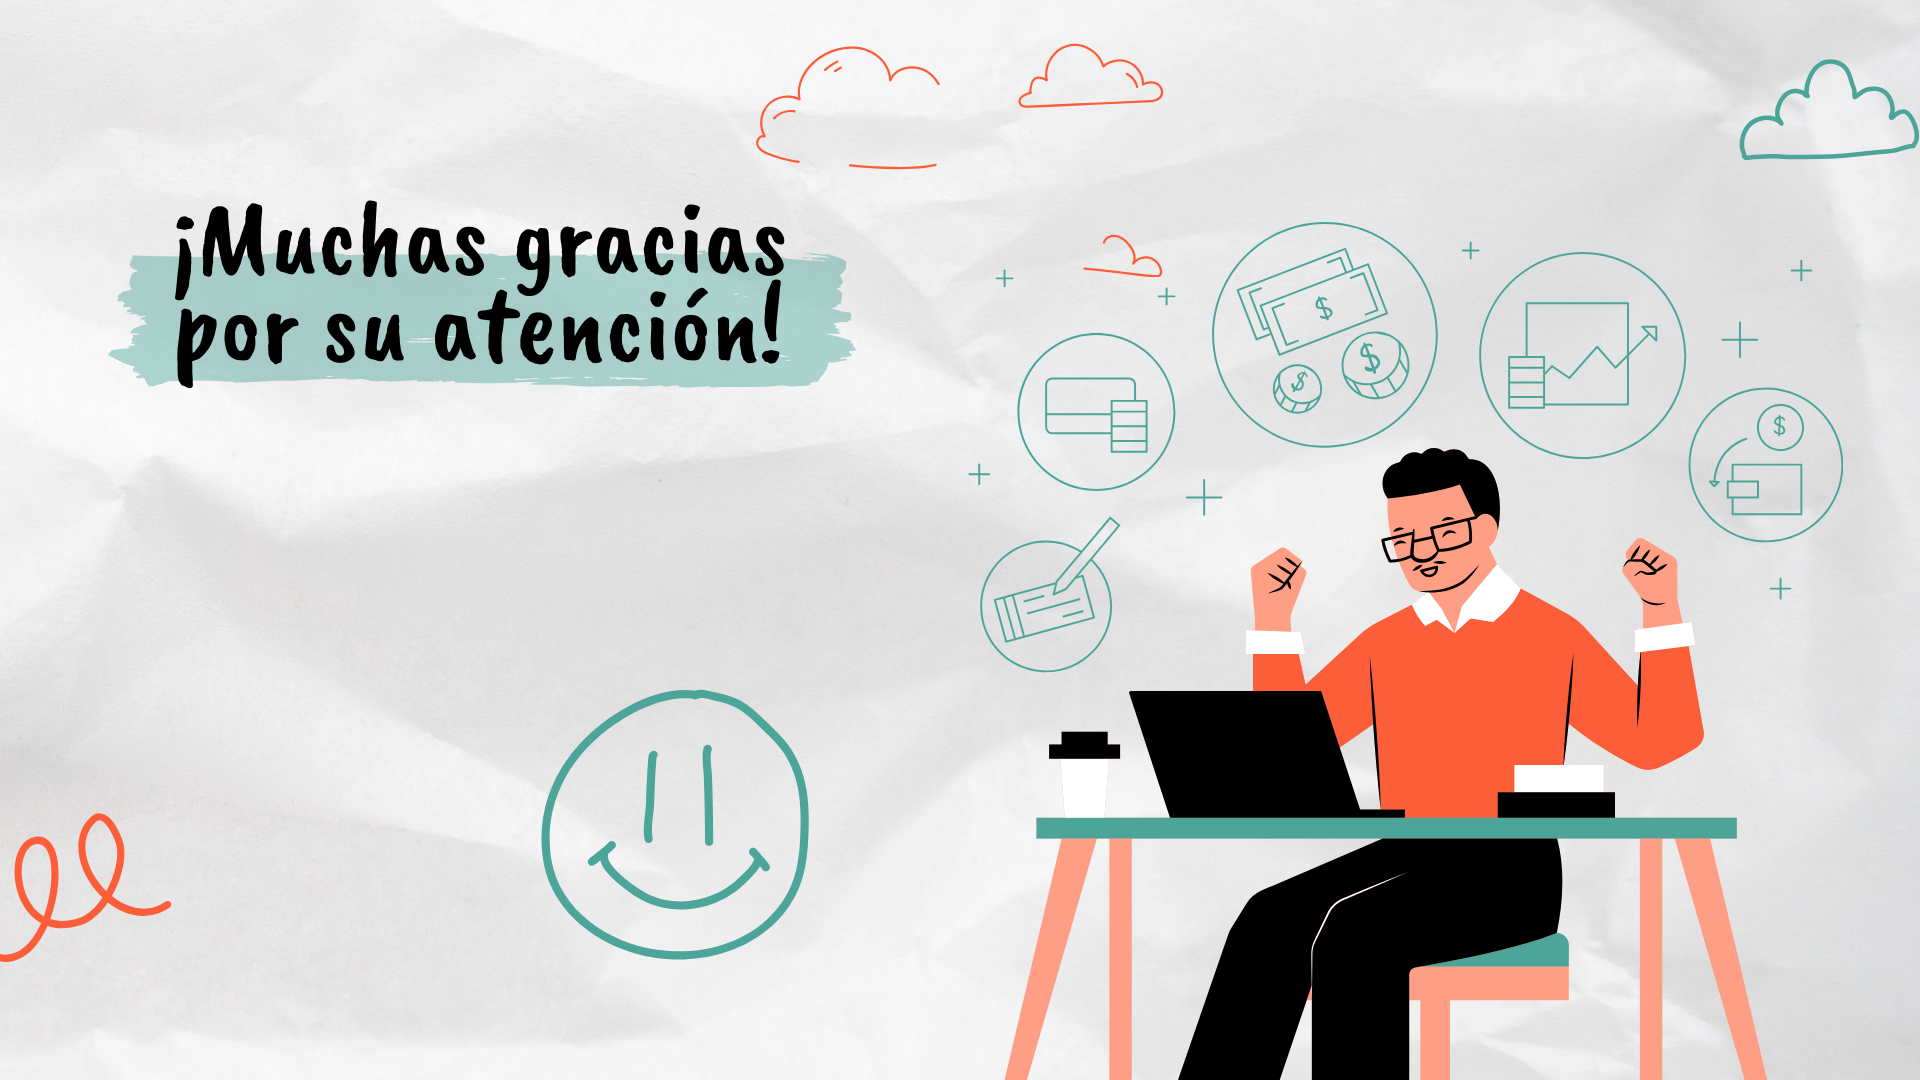 ¡Muchas gracias
por su atención!
$
$
$
$